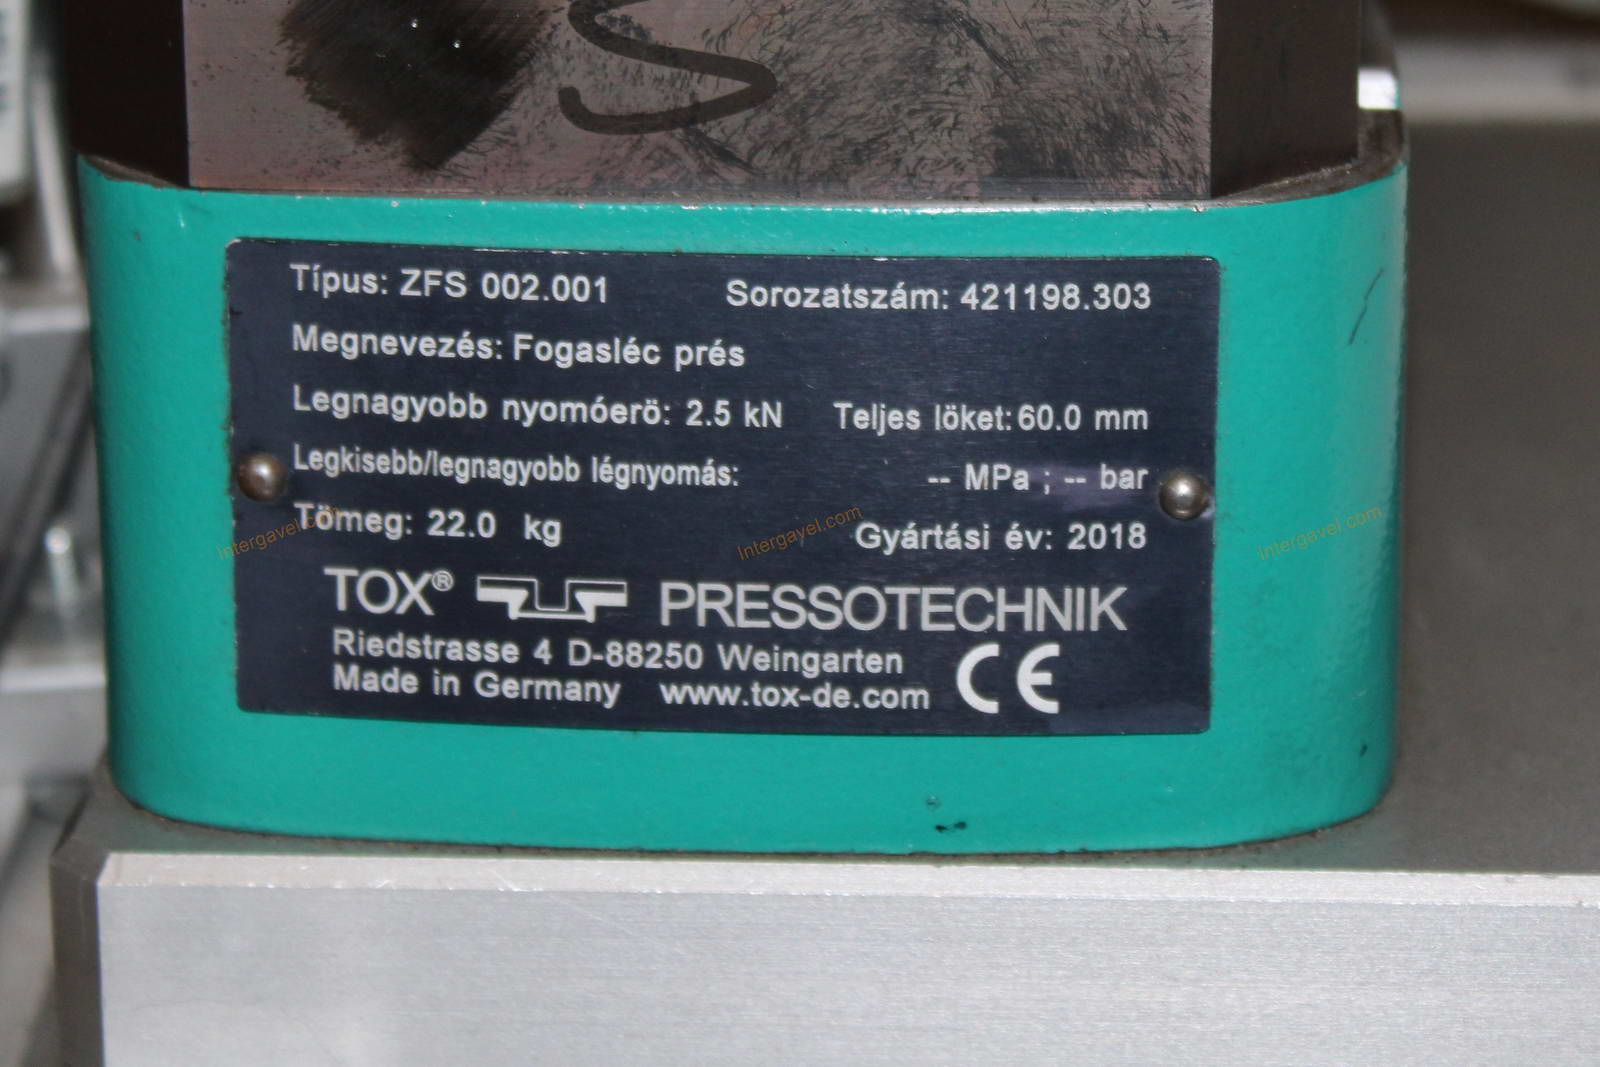 Típus: ZFS 002.001 Sorozatszám: 421198.303
Megnevezés: Fogasléc prés
Legnagyobb nyomóerö: 2.5 kN Teljes löket: 60.0 mm
Legkisebb/legnagyobb légnyomás: -- MPa ; -- bar
Tömeg: 22.0 kg Gyártási év: 2018
TOX® PRESSOTECHNIK
Riedstrasse 4 D-88250 Weingarten
Made in Germany www.tox-de.com CE
Intergavel.com Intergavel.com Intergavel.com